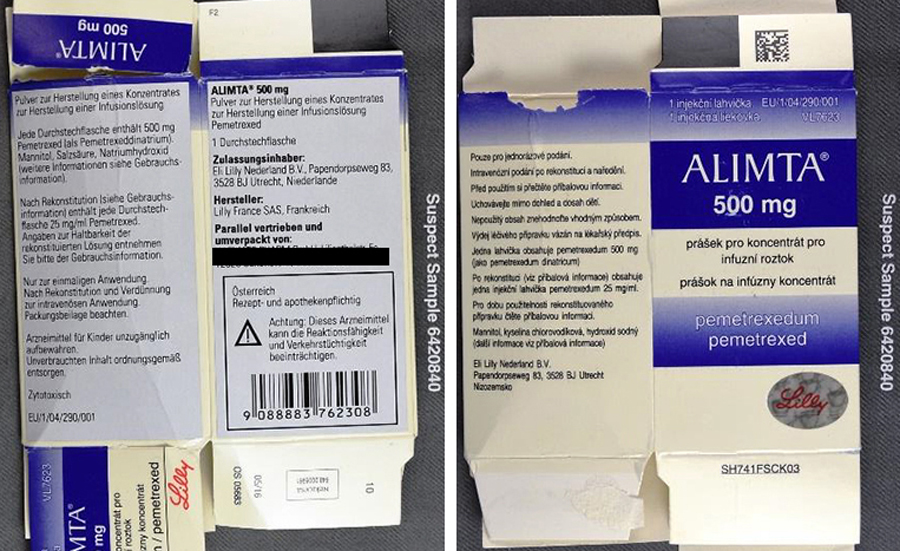 500 mg
ALIMTA®
F2
Pulver zur Herstellung eines Konzentrates
zur Herstellung einer Infusionslösung
Jede Durchstechflasche enthält 500 mg
Pemetrexed (als Pemetrexeddinatrium).
Mannitol, Salzsäure, Natriumhydroxid
(weitere Informationen siehe Gebrauchs-
information).
Nach Rekonstitution (siehe Gebrauchs-
information) enthält jede Durchstech-
flasche 25 mg/ml Pemetrexed.
Angaben zur Haltbarkeit der
rekonstituierten Lösung entnehmen
Sie bitte der Gebrauchsinformation.
Nur zur einmaligen Anwendung.
Nach Rekonstitution und Verdünnung
zur intravenösen Anwendung.
Packungsbeilage beachten.
Arzneimittel für Kinder unzugänglich
aufbewahren.
Unverbrauchten Inhalt ordnungsgemäß
entsorgen.
Zytotoxisch
EU/1/04/290/001
ALIMTA® 500 mg
Pulver zur Herstellung eines Konzentrates
zur Herstellung einer Infusionslösung
Pemetrexed
1 Durchstechflasche
Zulassungsinhaber:
Eli Lilly Nederland B.V., Papendorpseweg 83,
3528 BJ Utrecht, Niederlande
Hersteller:
Lilly France SAS, Frankreich
Parallel vertrieben und
umverpackt von:
Österreich
Rezept- und apothekenpflichtig
Achtung: Dieses Arzneimittel
kann die Reaktionsfähigkeit
und Verkehrstüchtigkeit
beeinträchtigen.
9 088883 762308
VL7623
MTA®
mg
ncentrát pro
roztok
zny koncentrát
/ pemetrexed
Lilly
OS 05683
05/16
10
Suspect Sample 6420840
1 injekční lahvička EU/1/04/290/001
1 injekčná liekovka VL7623
ALIMTA®
500 mg
prášek pro koncentrát pro
infuzní roztok
prášok na infúzny koncentrát
pemetrexedum
pemetrexed
Lilly
SH741FSCK03
Pouze pro jednorázové podání.
Intravenózní podání po rekonstituci a naředění.
Před použitím si přečtěte příbalovou informaci.
Uchovávejte mimo dohled a dosah dětí.
Nepoužitý obsah znehodnoťte vhodným způsobem.
Výdej léčivého přípravku vázán na lékařský předpis.
Jedna lahvička obsahuje pemetrexedum 500 mg
(jako pemetrexedum dinatricum)
Po rekonstituci (viz příbalová informace) obsahuje
jedna injekční lahvička pemetrexedum 25 mg/ml.
Pro dobu použitelnosti rekonstituovaného
přípravku čtěte příbalovou informaci.
Mannitol, kyselina chlorovodíková, hydroxid sodný
(další informace viz příbalová informace)
Eli Lilly Nederland B.V.
Papendorpseweg 83, 3528 BJ Utrecht
Nizozemsko
Suspect Sample 6420840